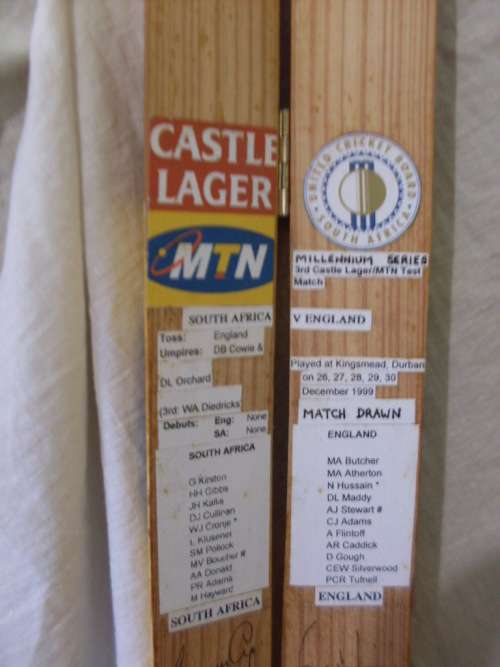 CASTLE
LAGER
MTN
SOUTH AFRICA
Toss: England
Umpires: DB Cowie &
DL Orchard
(3rd: WA Diedricks
Debuts: Eng: None
SA: None
SOUTH AFRICA
G Kirsten
HH Gibbs
JH Kallis
DJ Cullinan
WJ Cronje *
L Klusener
SM Pollock
MV Boucher #
AA Donald
PR Adams
M Hayward
SOUTH AFRICA
UNITED CRICKET BOARD
SOUTH AFRICA
MILLENNIUM SERIES
3rd Castle Lager/MTN Test
Match
V ENGLAND
Played at Kingsmead, Durban
on 26, 27, 28, 29, 30
December 1999
MATCH DRAWN
ENGLAND
MA Butcher
MA Atherton
N Hussain *
DL Maddy
AJ Stewart #
CJ Adams
A Flintoff
AR Caddick
D Gough
CEW Silverwood
PCR Tufnell
ENGLAND